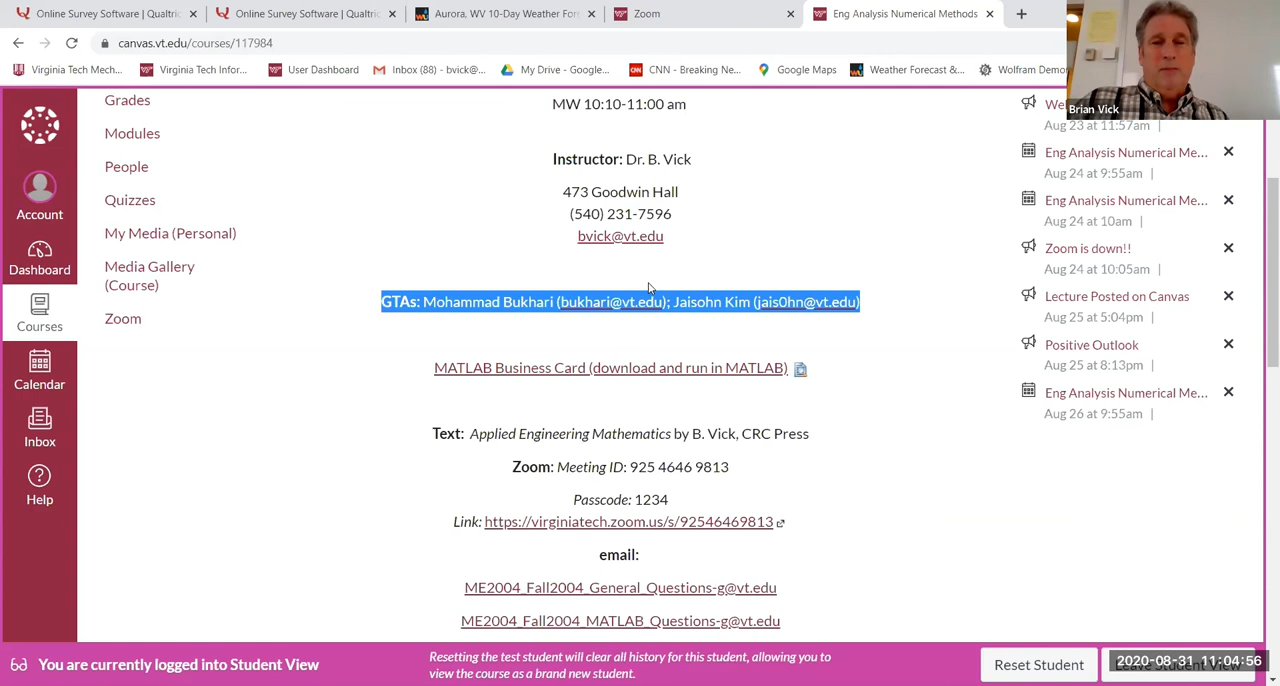 Online Survey Software | Qualtric
Online Survey Software | Qualtric
Aurora, WV 10-Day Weather For
Zoom
Eng Analysis Numerical Methods
canvas.vt.edu/courses/117984
Virginia Tech Mech...
Virginia Tech Infor...
User Dashboard
Inbox (88) - bvick@...
My Drive - Google...
CNN - Breaking Ne...
Google Maps
Weather Forecast &...
Wolfram Demo
Brian Vick
Account
Dashboard
Courses
Calendar
Inbox
Help
Grades
Modules
People
Quizzes
My Media (Personal)
Media Gallery
(Course)
Zoom
MW 10:10-11:00 am
Instructor: Dr. B. Vick
473 Goodwin Hall
(540) 231-7596
bvick@vt.edu
GTAs: Mohammad Bukhari (bukhari@vt.edu); Jaisohn Kim (jais0hn@vt.edu)
MATLAB Business Card (download and run in MATLAB)
Text: Applied Engineering Mathematics by B. Vick, CRC Press
Zoom: Meeting ID: 925 4646 9813
Passcode: 1234
Link: https://virginiatech.zoom.us/s/92546469813
email:
ME2004_Fall2004_General_Questions-g@vt.edu
ME2004_Fall2004_MATLAB_Questions-g@vt.edu
We
Aug 23 at 11:57am |
Eng Analysis Numerical Me...
Aug 24 at 9:55am |
Eng Analysis Numerical Me...
Aug 24 at 10am |
Zoom is down!!
Aug 24 at 10:05am |
Lecture Posted on Canvas
Aug 25 at 5:04pm |
Positive Outlook
Aug 25 at 8:13pm |
Eng Analysis Numerical Me...
Aug 26 at 9:55am |
You are currently logged into Student View
Resetting the test student will clear all history for this student, allowing you to
view the course as a brand new student.
Reset Student
Leave Student View
2020-08-31 11:04:56